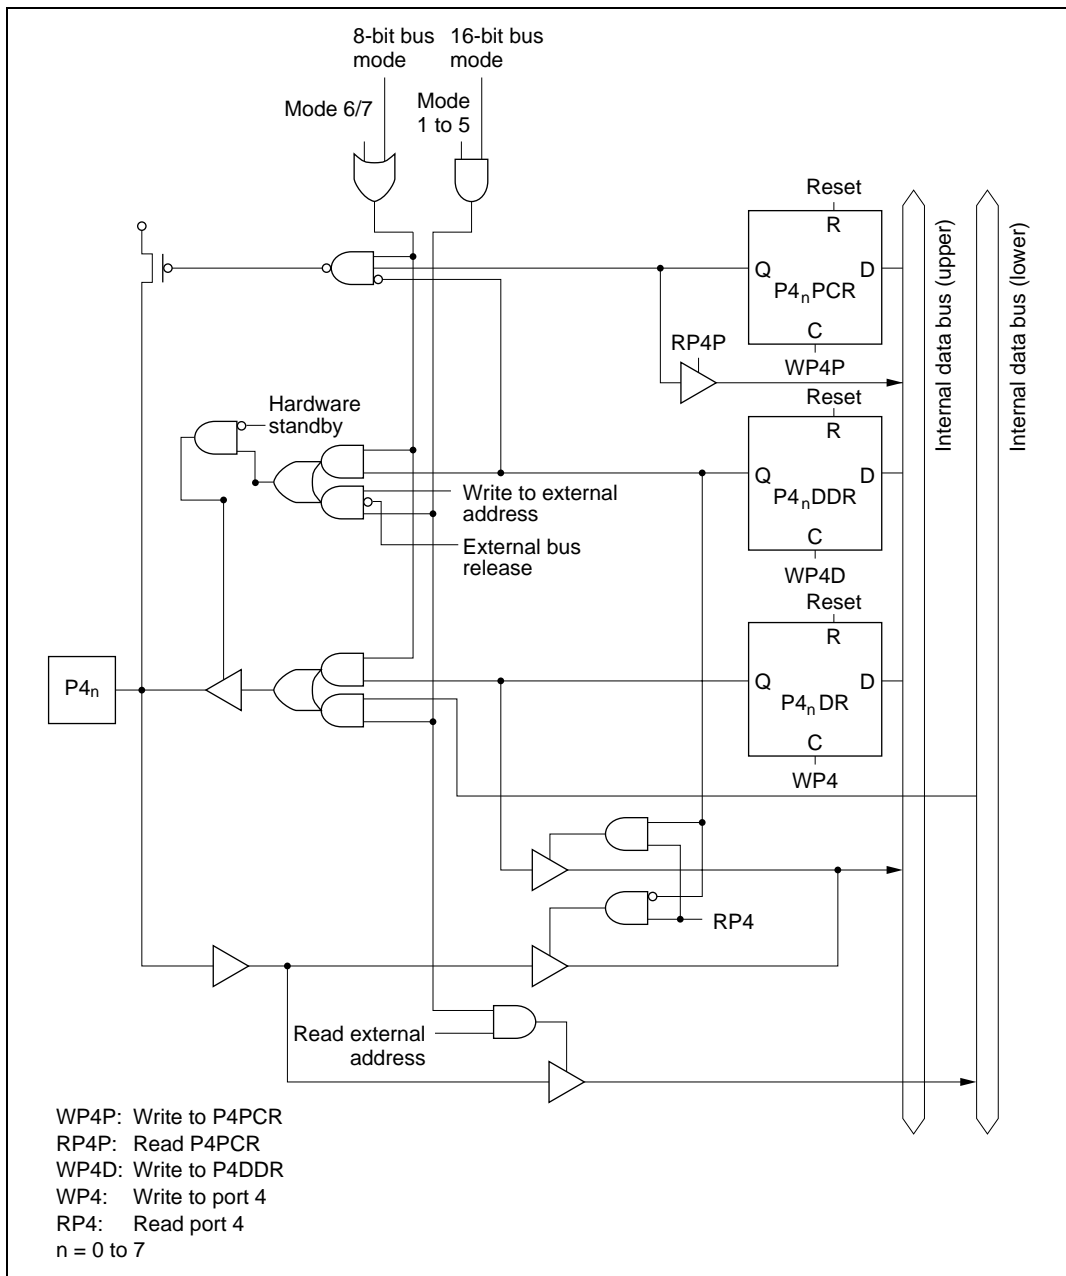 8-bit bus
mode
16-bit bus
mode
Mode 6/7
Mode
1 to 5
Reset
R
Q
D
P4nPCR
C
WP4P
RP4P
Internal data bus (upper)
Internal data bus (lower)
Hardware
standby
Reset
R
Q
D
P4nDDR
C
WP4D
Write to external
address
External bus
release
Reset
R
Q
D
P4nDR
C
WP4
P4n
RP4
Read external
address
WP4P: Write to P4PCR
RP4P: Read P4PCR
WP4D: Write to P4DDR
WP4: Write to port 4
RP4: Read port 4
n = 0 to 7